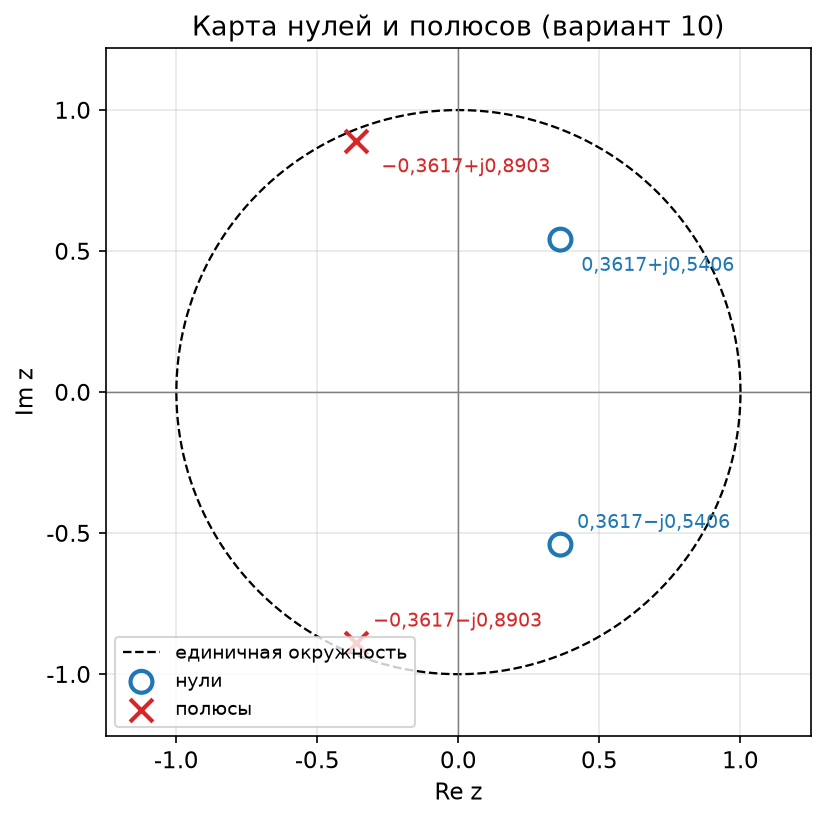 Карта нулей и полюсов (вариант 10)
1.0
−0,3617+j0,8903
0.5
0,3617+j0,5406
Im z
0.0
0,3617−j0,5406
-0.5
−0,3617−j0,8903
единичная окружность
-1.0
нули
полюсы
-1.0 -0.5 0.0 0.5 1.0
Re z